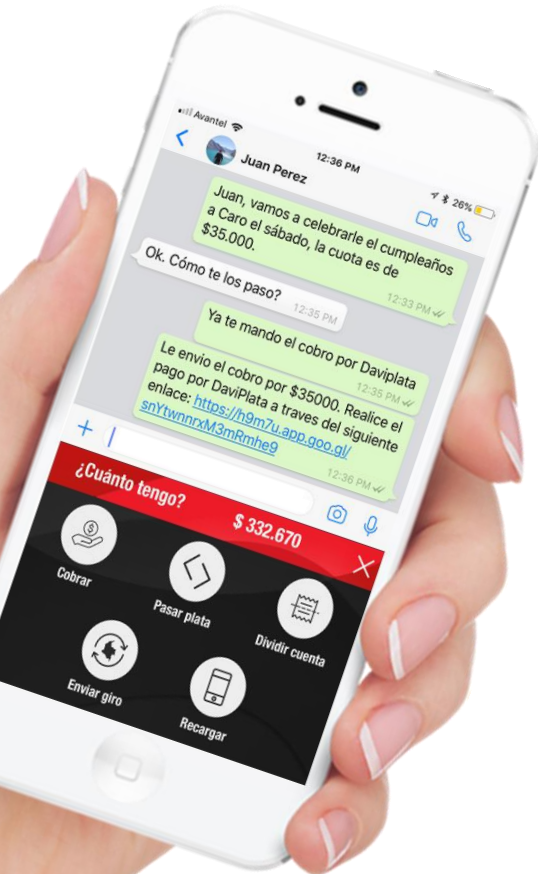 Avantel
12:36 PM
26%
Juan Perez
Juan, vamos a celebrarle el cumpleaños
a Caro el sábado, la cuota es de
$35.000.
12:33 PM
Ok. Cómo te los paso?
12:35 PM
Ya te mando el cobro por Daviplata
12:35 PM
Le envio el cobro por $35000. Realice el
pago por DaviPlata a traves del siguiente
enlace: https://h9m7u.app.goo.gl/
snYtwnnrxM3mRmhe9
12:36 PM
¿Cuánto tengo?
$ 332.670
Cobrar
Pasar plata
Dividir cuenta
Enviar giro
Recargar